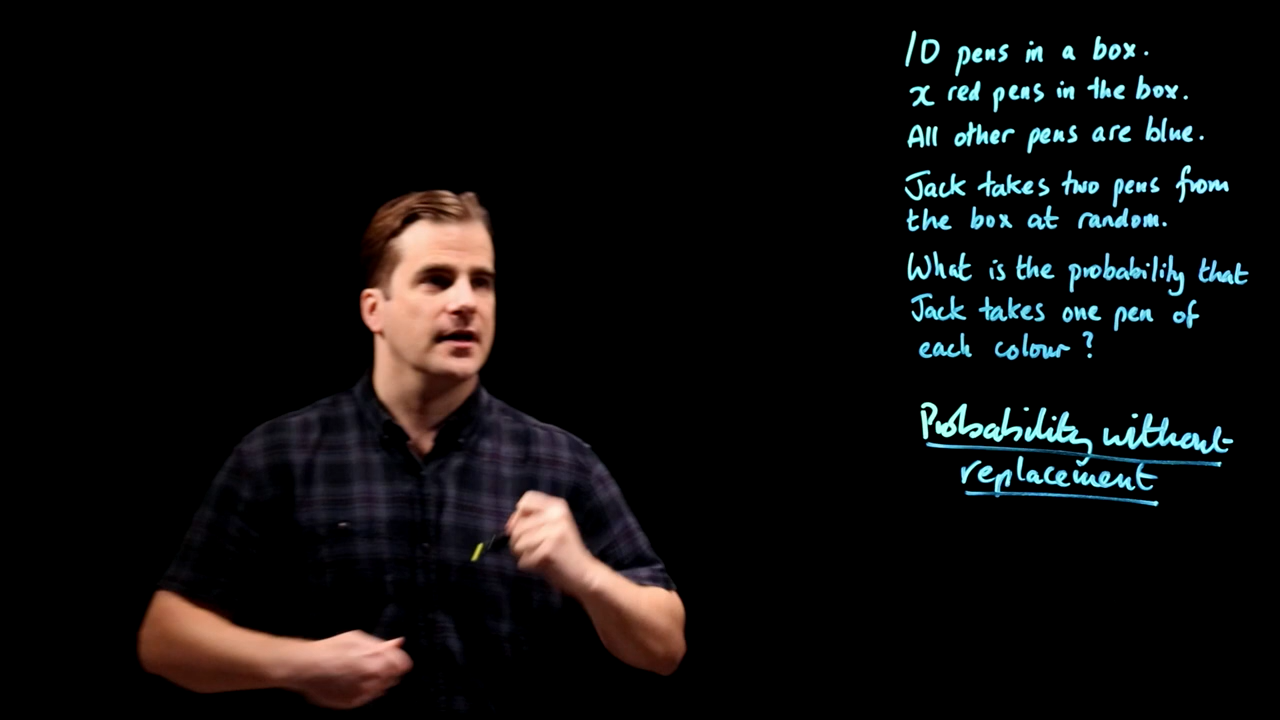 10 pens in a box.
x red pens in the box.
All other pens are blue.
Jack takes two pens from
the box at random.
What is the probability that
Jack takes one pen of
each colour?
Probability without
replacement